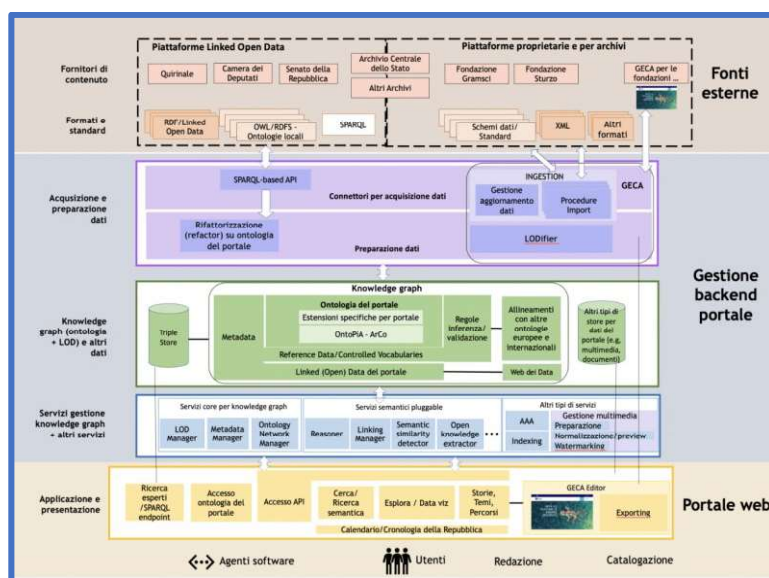 Piattaforme Linked Open Data
Piattaforme proprietarie e per archivi
Fornitori di
contenuto
Quirinale
Camera dei
Deputati
Senato della
Repubblica
Archivio Centrale
dello Stato
Altri Archivi
Fondazione
Gramsci
Fondazione
Sturzo
GECA per le
fondazioni ...
Fonti
esterne
Formati e
standard
RDF/Linked
Open Data
OWL/RDFS -
Ontologie locali
SPARQL
Schemi dati/
Standard
XML
Altri
formati
Acquisizione e
preparazione
dati
SPARQL-based API
Connettori per acquisizione dati
INGESTION
GECA
Gestione
aggiornamento
dati
Procedure
Import
Rifattorizzazione
(refactor) su ontologia
del portale
Preparazione dati
LODifier
Gestione
backend
portale
Knowledge
graph (ontologia
+ LOD) e altri
dati
Knowledge graph
Triple
Store
Metadata
Ontologia del portale
Estensioni specifiche per portale
OntoPiA - ArCo
Regole
inferenza/
validazione
Allineamenti
con altre
ontologie
europee e
internazionali
Altri tipi di
store per
dati del
portale (e.g,
multimedia,
documenti)
Reference Data/Controlled Vocabularies
Linked (Open) Data del portale
Web dei Data
Servizi gestione
knowledge graph
+ altri servizi
Servizi core per knowledge graph
Servizi semantici pluggable
Altri tipi di servizi
LOD
Manager
Metadata
Manager
Ontology
Network
Manager
Reasoner
Linking
Manager
Semantic
similarity
detector
Open
knowledge
extractor
...
AAA
Indexing
Gestione multimedia
Preparazione
Normalizzazione/preview
Watermarking
Applicazione e
presentazione
Ricerca
esperti
/SPARQL
endpoint
Accesso
ontologia del
portale
Accesso API
Cerca/
Ricerca
semantica
Esplora / Data viz
Storie,
Temi,
Percorsi
GECA Editor
Exporting
Calendario/Cronologia della Repubblica
Portale web
Agenti software
Utenti
Redazione
Catalogazione